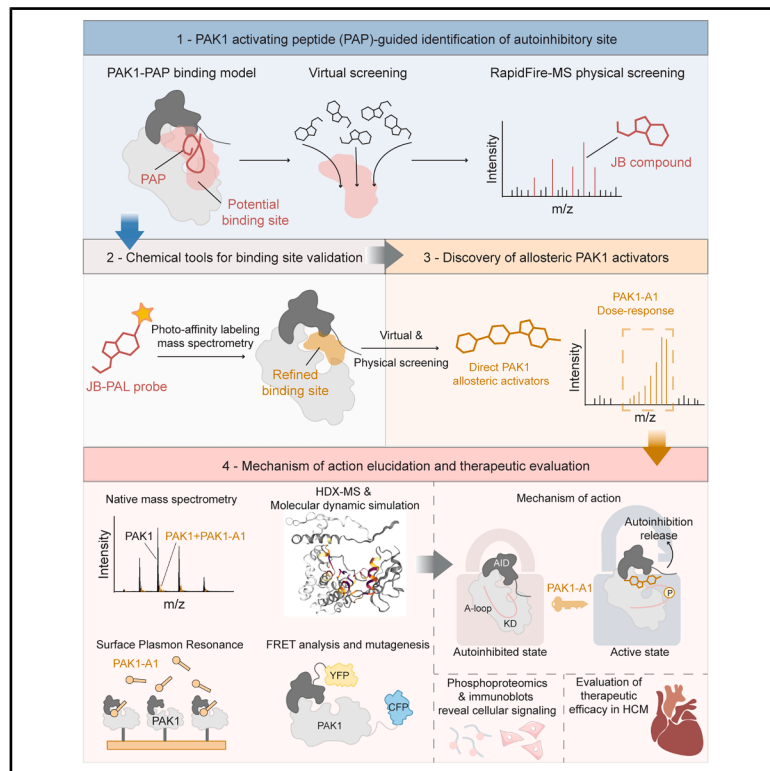 1 - PAK1 activating peptide (PAP)-guided identification of autoinhibitory site
PAK1-PAP binding model
Virtual screening
RapidFire-MS physical screening
PAP
Potential
binding site
Intensity
m/z
JB compound
2 - Chemical tools for binding site validation
3 - Discovery of allosteric PAK1 activators
JB-PAL probe
Photo-affinity labeling
mass spectrometry
Refined
binding site
Virtual &
Physical screening
Direct PAK1
allosteric activators
PAK1-A1
Dose-response
Intensity
m/z
4 - Mechanism of action elucidation and therapeutic evaluation
Native mass spectrometry
Intensity
PAK1
PAK1+PAK1-A1
m/z
HDX-MS &
Molecular dynamic simulation
Mechanism of action
Autoinhibition
release
AID
A-loop
KD
PAK1-A1
P
Autoinhibited state
Active state
Surface Plasmon Resonance
PAK1-A1
PAK1
FRET analysis and mutagenesis
YFP
CFP
PAK1
Phosphoproteomics
& immunoblots
reveal cellular signaling
Evaluation of
therapeutic
efficacy in HCM